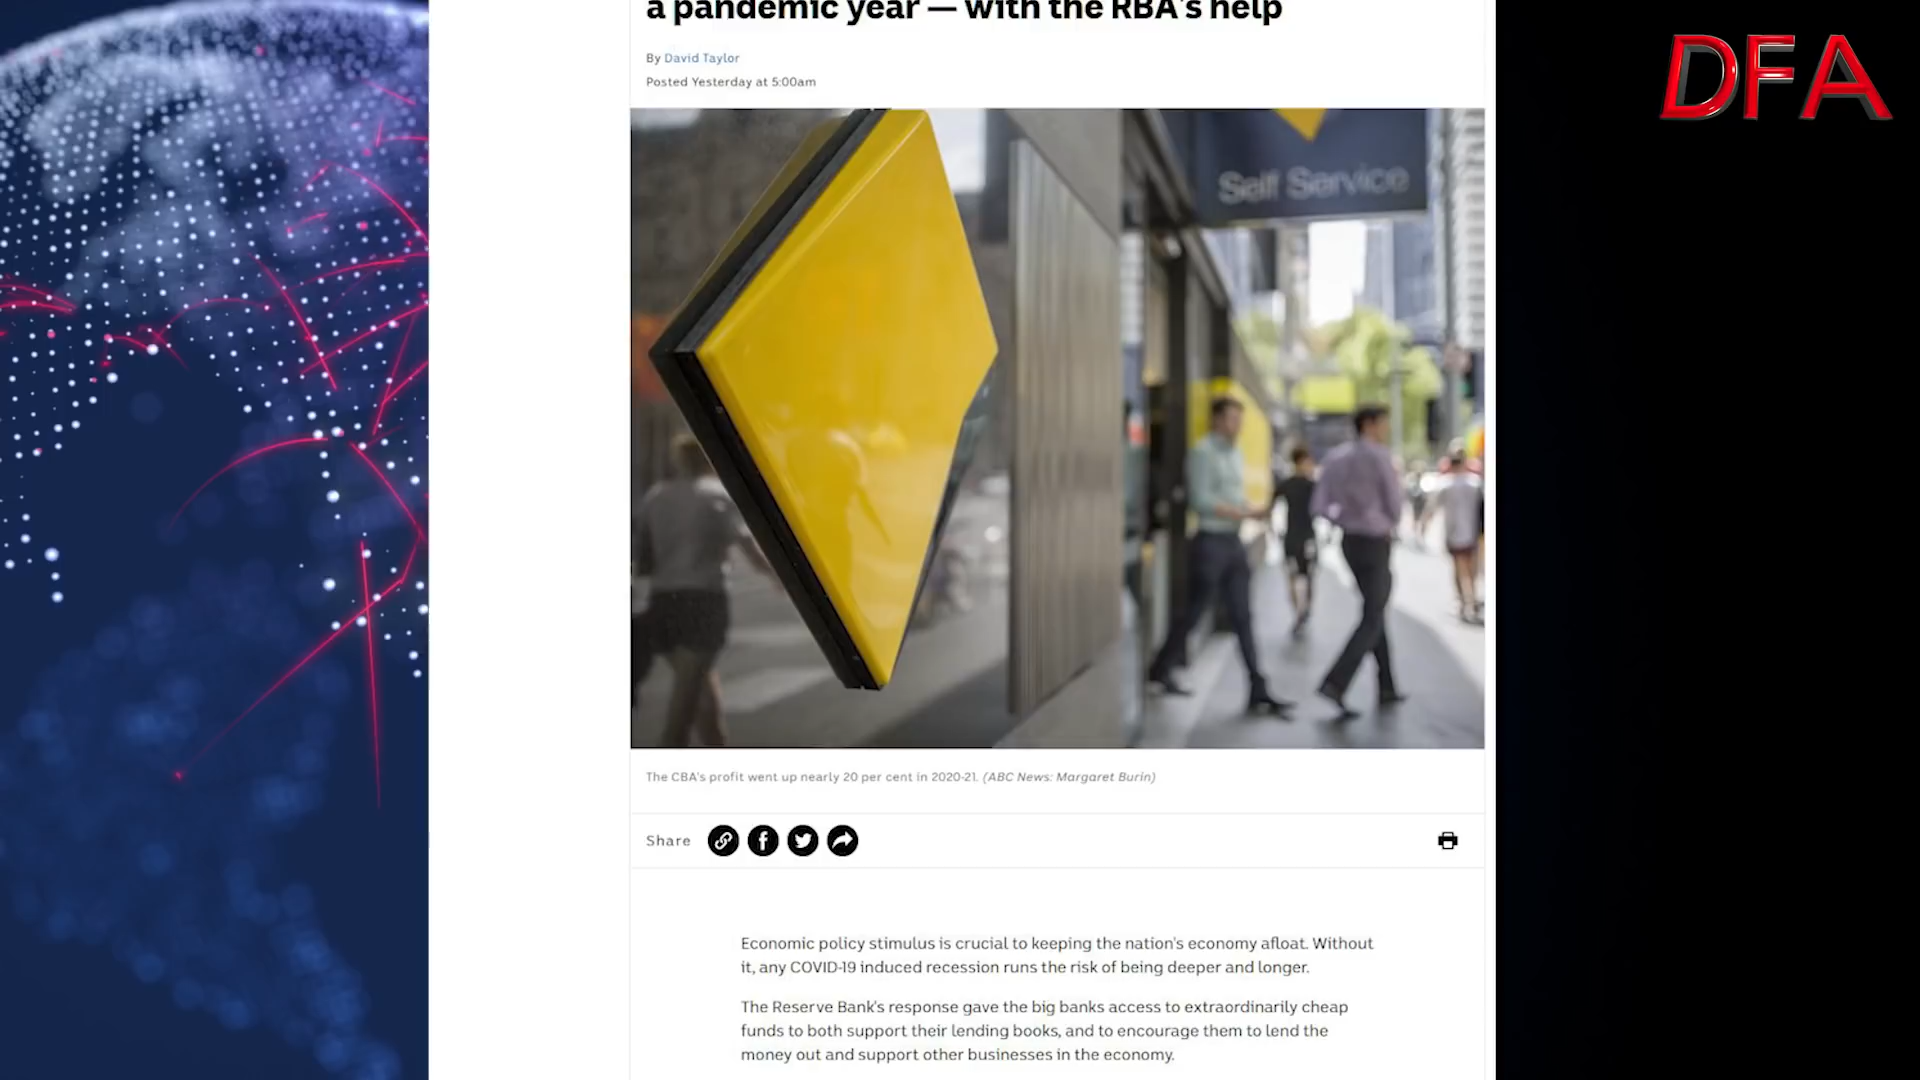 a pandemic year — with the RBA's help
DFA
By David Taylor
Posted Yesterday at 5:00am
Self Service
The CBA's profit went up nearly 20 per cent in 2020-21. (ABC News: Margaret Burin)
Share
Economic policy stimulus is crucial to keeping the nation's economy afloat. Without
it, any COVID-19 induced recession runs the risk of being deeper and longer.
The Reserve Bank's response gave the big banks access to extraordinarily cheap
funds to both support their lending books, and to encourage them to lend the
money out and support other businesses in the economy.